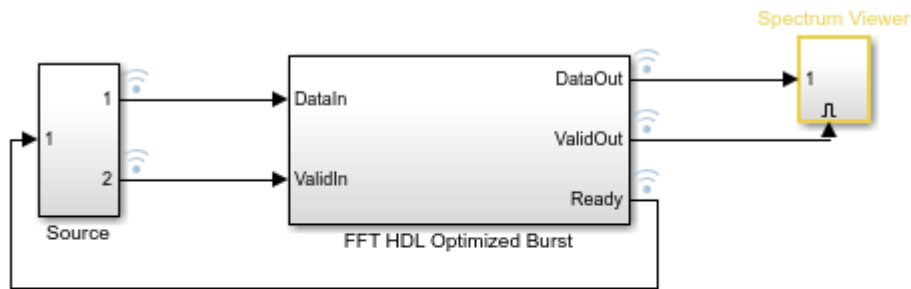 Spectrum Viewer
1
2
1
Source
DataIn
ValidIn
DataOut
ValidOut
Ready
FFT HDL Optimized Burst
1